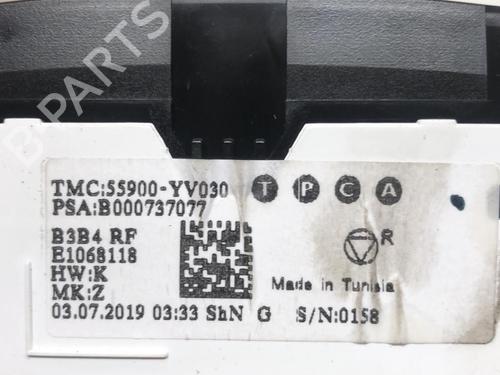 B-PARTS
TMC:55900-YV030 T P C A
PSA:B000737077
B3B4 RF
E1068118
HW:K
MK:Z
R
Made in Tunisia
03.07.2019 03:33 ShN G S/N:0158